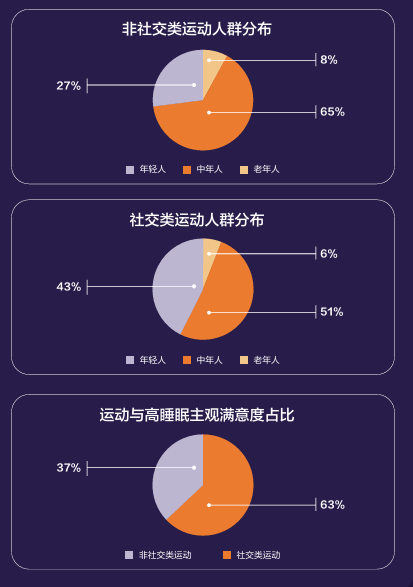 非社交类运动人群分布
8%
27%
65%
年轻人 中年人 老年人
社交类运动人群分布
6%
43%
51%
年轻人 中年人 老年人
运动与高睡眠主观满意度占比
37%
63%
非社交类运动 社交类运动